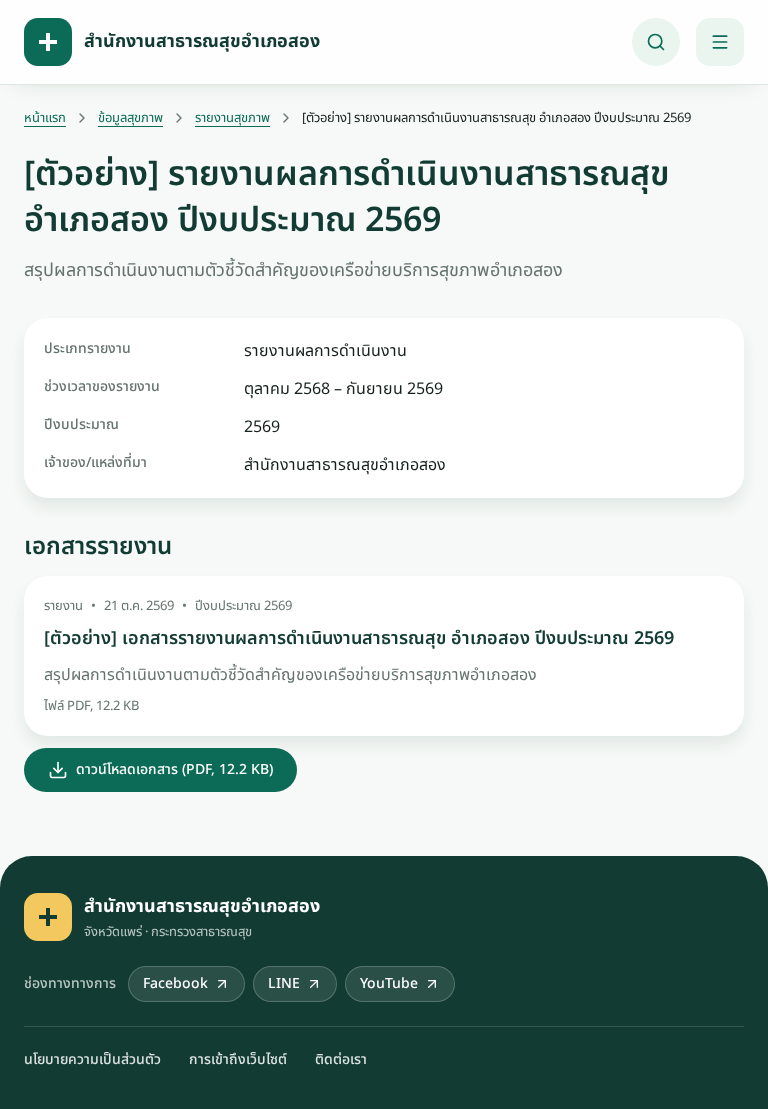 สำนักงานสาธารณสุขอำเภอสอง
หน้าแรก > ข้อมูลสุขภาพ > รายงานสุขภาพ > [ตัวอย่าง] รายงานผลการดำเนินงานสาธารณสุข อำเภอสอง ปีงบประมาณ 2569
[ตัวอย่าง] รายงานผลการดำเนินงานสาธารณสุข
อำเภอสอง ปีงบประมาณ 2569
สรุปผลการดำเนินงานตามตัวชี้วัดสำคัญของเครือข่ายบริการสุขภาพอำเภอสอง
ประเภทรายงาน รายงานผลการดำเนินงาน
ช่วงเวลาของรายงาน ตุลาคม 2568 – กันยายน 2569
ปีงบประมาณ 2569
เจ้าของ/แหล่งที่มา สำนักงานสาธารณสุขอำเภอสอง
เอกสารรายงาน
รายงาน • 21 ต.ค. 2569 • ปีงบประมาณ 2569
[ตัวอย่าง] เอกสารรายงานผลการดำเนินงานสาธารณสุข อำเภอสอง ปีงบประมาณ 2569
สรุปผลการดำเนินงานตามตัวชี้วัดสำคัญของเครือข่ายบริการสุขภาพอำเภอสอง
ไฟล์ PDF, 12.2 KB
ดาวน์โหลดเอกสาร (PDF, 12.2 KB)
สำนักงานสาธารณสุขอำเภอสอง
จังหวัดแพร่ · กระทรวงสาธารณสุข
ช่องทางทางการ Facebook LINE YouTube
นโยบายความเป็นส่วนตัว การเข้าถึงเว็บไซต์ ติดต่อเรา